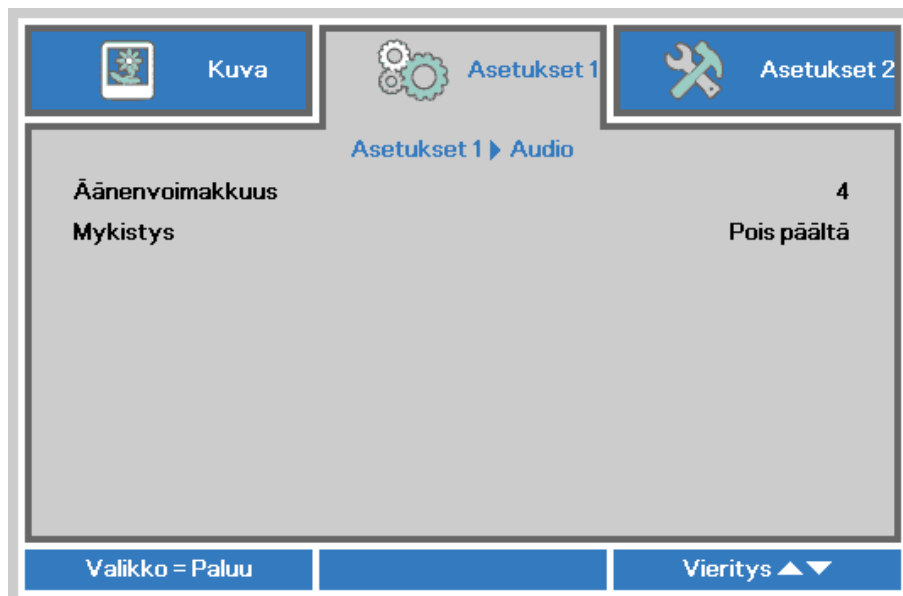 Kuva
Asetukset 1
Asetukset 2
Asetukset 1 ▶ Audio
Äänenvoimakkuus 4
Mykistys Pois päältä
Valikko = Paluu
Vieritys ▲▼